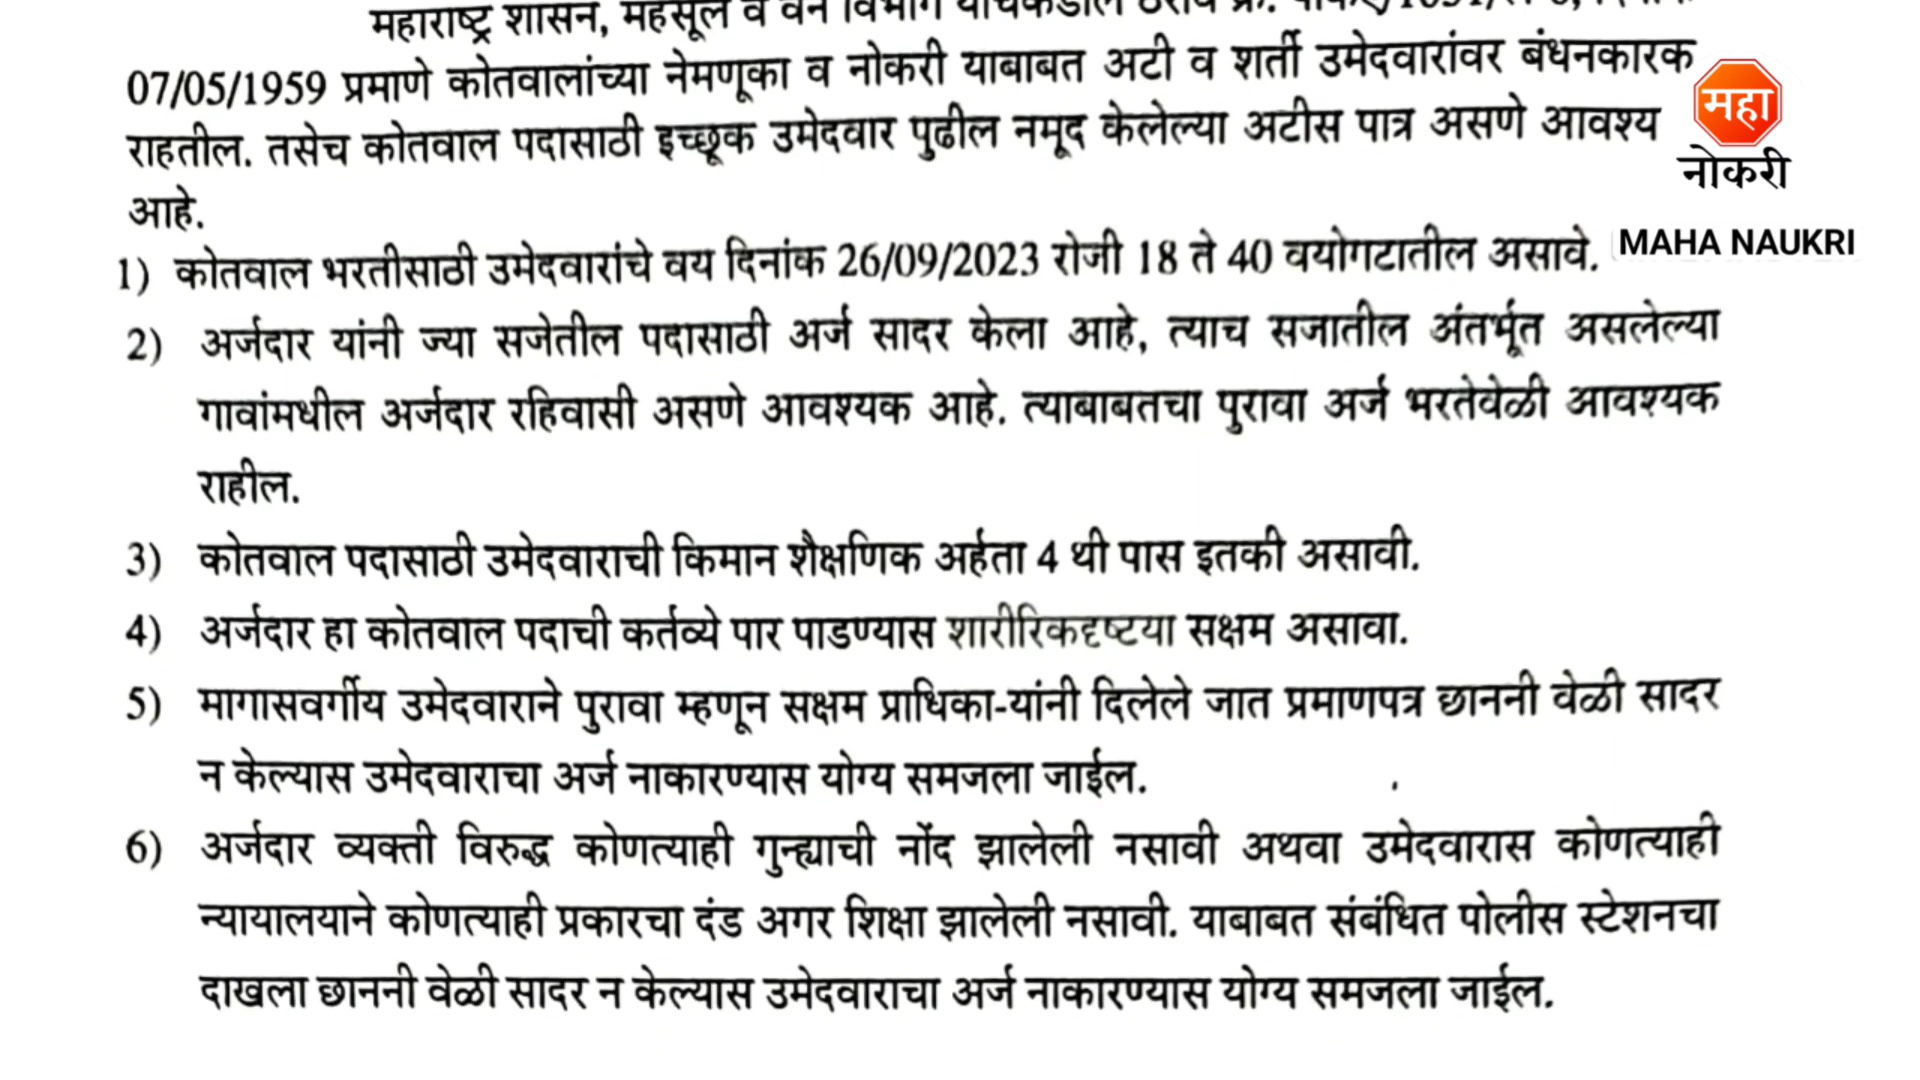 महाराष्ट्र शासन, महसूल व वन विभाग यांचेकडील ठराव क्र.
07/05/1959 प्रमाणे कोतवालांच्या नेमणूका व नोकरी याबाबत अटी व शर्ती उमेदवारांवर बंधनकारक
राहतील. तसेच कोतवाल पदासाठी इच्छूक उमेदवार पुढील नमूद केलेल्या अटीस पात्र असणे आवश्य
आहे.
महा
नोकरी
MAHA NAUKRI
1) कोतवाल भरतीसाठी उमेदवारांचे वय दिनांक 26/09/2023 रोजी 18 ते 40 वयोगटातील असावे.
2) अर्जदार यांनी ज्या सजेतील पदासाठी अर्ज सादर केला आहे, त्याच सजातील अंतर्भूत असलेल्या
गावांमधील अर्जदार रहिवासी असणे आवश्यक आहे. त्याबाबतचा पुरावा अर्ज भरतेवेळी आवश्यक
राहील.
3) कोतवाल पदासाठी उमेदवाराची किमान शैक्षणिक अर्हता 4 थी पास इतकी असावी.
4) अर्जदार हा कोतवाल पदाची कर्तव्ये पार पाडण्यास शारीरिकदृष्टया सक्षम असावा.
5) मागासवर्गीय उमेदवाराने पुरावा म्हणून सक्षम प्राधिका-यांनी दिलेले जात प्रमाणपत्र छाननी वेळी सादर
न केल्यास उमेदवाराचा अर्ज नाकारण्यास योग्य समजला जाईल.
6) अर्जदार व्यक्ती विरुद्ध कोणत्याही गुन्ह्याची नोंद झालेली नसावी अथवा उमेदवारास कोणत्याही
न्यायालयाने कोणत्याही प्रकारचा दंड अगर शिक्षा झालेली नसावी. याबाबत संबंधित पोलीस स्टेशनचा
दाखला छाननी वेळी सादर न केल्यास उमेदवाराचा अर्ज नाकारण्यास योग्य समजला जाईल.